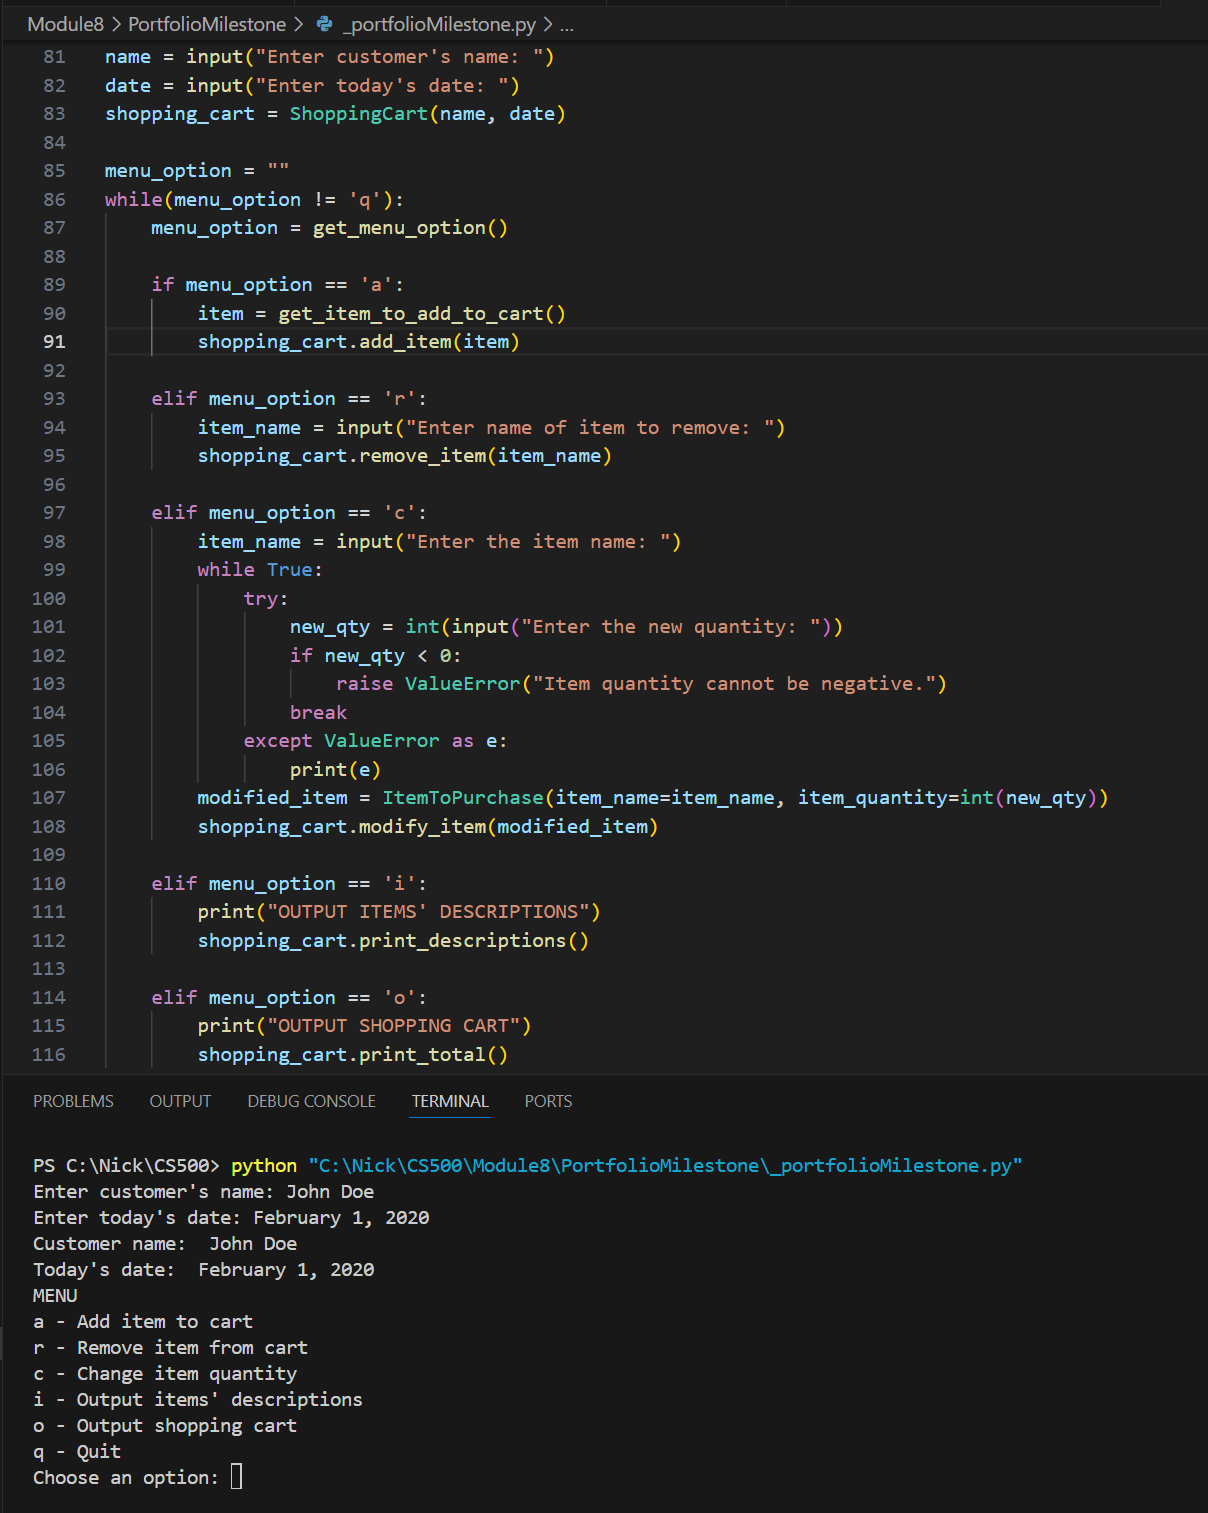 Module8 > PortfolioMilestone > _portfolioMilestone.py > ...
81 name = input("Enter customer's name: ")
82 date = input("Enter today's date: ")
83 shopping_cart = ShoppingCart(name, date)
84
85 menu_option = ""
86 while(menu_option != 'q'):
87     menu_option = get_menu_option()
88
89     if menu_option == 'a':
90         item = get_item_to_add_to_cart()
91         shopping_cart.add_item(item)
92
93     elif menu_option == 'r':
94         item_name = input("Enter name of item to remove: ")
95         shopping_cart.remove_item(item_name)
96
97     elif menu_option == 'c':
98         item_name = input("Enter the item name: ")
99         while True:
100             try:
101                 new_qty = int(input("Enter the new quantity: "))
102                 if new_qty < 0:
103                     raise ValueError("Item quantity cannot be negative.")
104                 break
105             except ValueError as e:
106                 print(e)
107         modified_item = ItemToPurchase(item_name=item_name, item_quantity=int(new_qty))
108         shopping_cart.modify_item(modified_item)
109
110     elif menu_option == 'i':
111         print("OUTPUT ITEMS' DESCRIPTIONS")
112         shopping_cart.print_descriptions()
113
114     elif menu_option == 'o':
115         print("OUTPUT SHOPPING CART")
116         shopping_cart.print_total()
PROBLEMS OUTPUT DEBUG CONSOLE TERMINAL PORTS
PS C:\Nick\CS500> python "C:\Nick\CS500\Module8\PortfolioMilestone\_portfolioMilestone.py"
Enter customer's name: John Doe
Enter today's date: February 1, 2020
Customer name:  John Doe
Today's date:  February 1, 2020
MENU
a - Add item to cart
r - Remove item from cart
c - Change item quantity
i - Output items' descriptions
o - Output shopping cart
q - Quit
Choose an option: